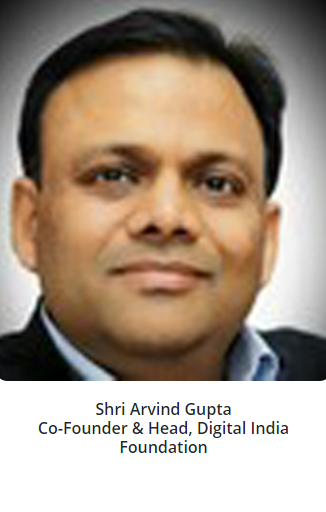 Shri Arvind Gupta
Co-Founder & Head, Digital India
Foundation